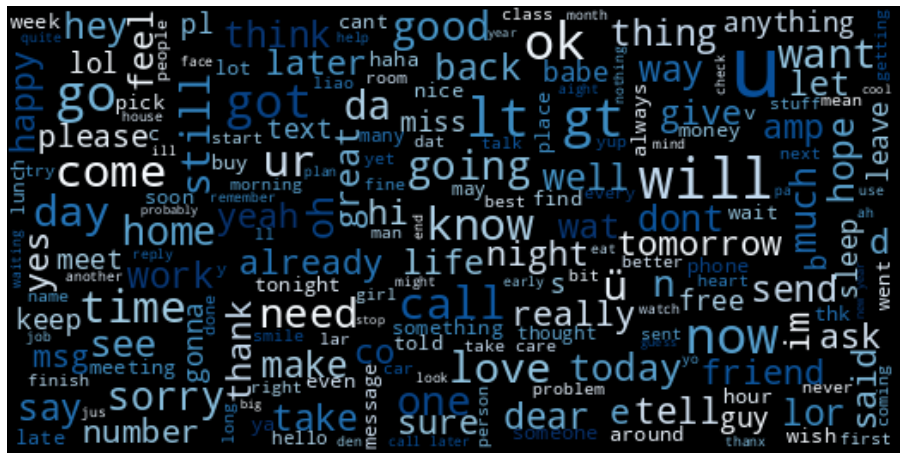 week hey pl think good class month thing anything
quite feel people lol later haha back ok help year want getting
happy go pick still lot got liao face da room nice babe way u let cool
house please c start text many miss lt place gt nothing give always check v stuff mean
try ill come buy ur great dat yet aight talk yup money mind amp hope leave
lunch soon morning plan fine going well will next
day probably remember yeah oh hi may best find every much pa use
yes home ll man know wat dont wait b ah
waiting meet reply already end life night eat tomorrow sleep d
another work y tonight girl might early s bit ü better phone n heart free send went
name keep time thank need call really watch im thk new year
job see gonna done smile stop lar something thought sent now ask
msg meeting make co told take care yo guess said
finish right even car look love today friend coming
say jus sorry long big ya take message one sure person problem dear e tell guy hour never lor
late number hello den call later someone around thanx wish first